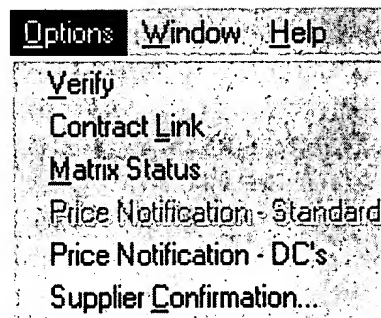 Options Window Help
Verify
Contract Link
Matrix Status
Price Notification - Standard
Price Notification - DC's
Supplier Confirmation...